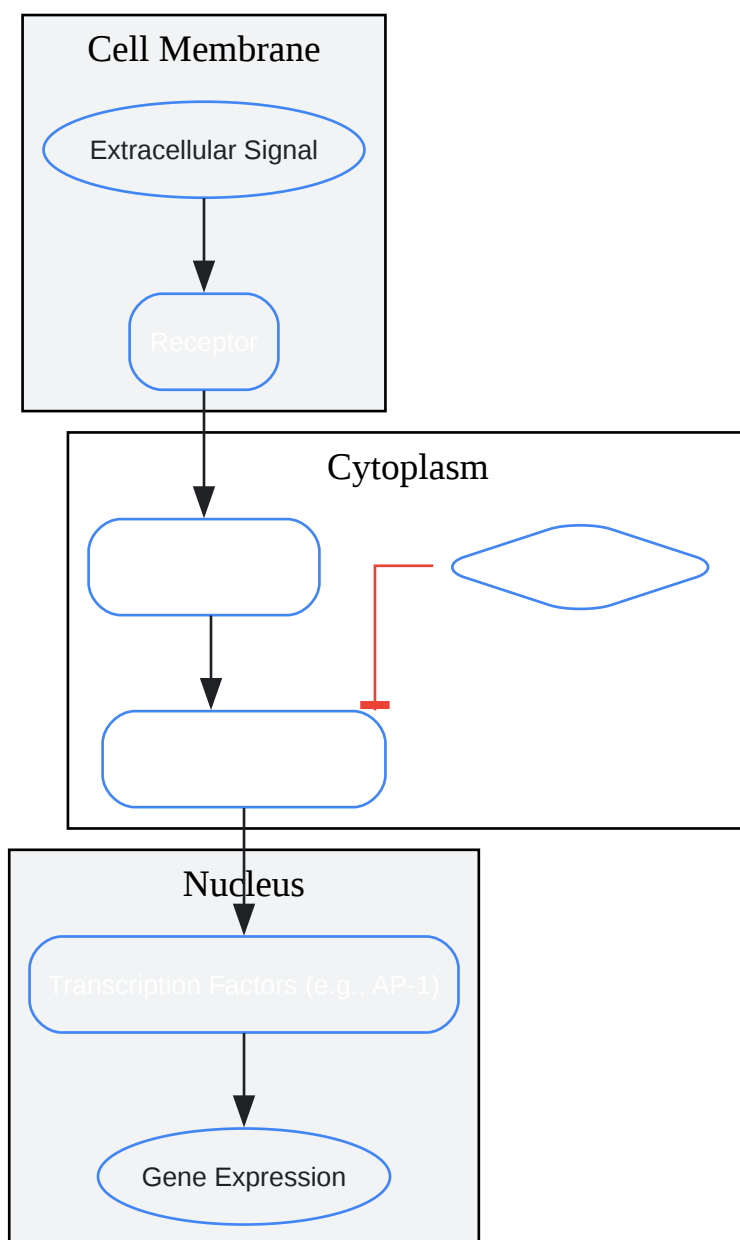 Cell Membrane
Extracellular Signal
Receptor
Cytoplasm
Nucleus
Transcription Factors (e.g., AP-1)
Gene Expression